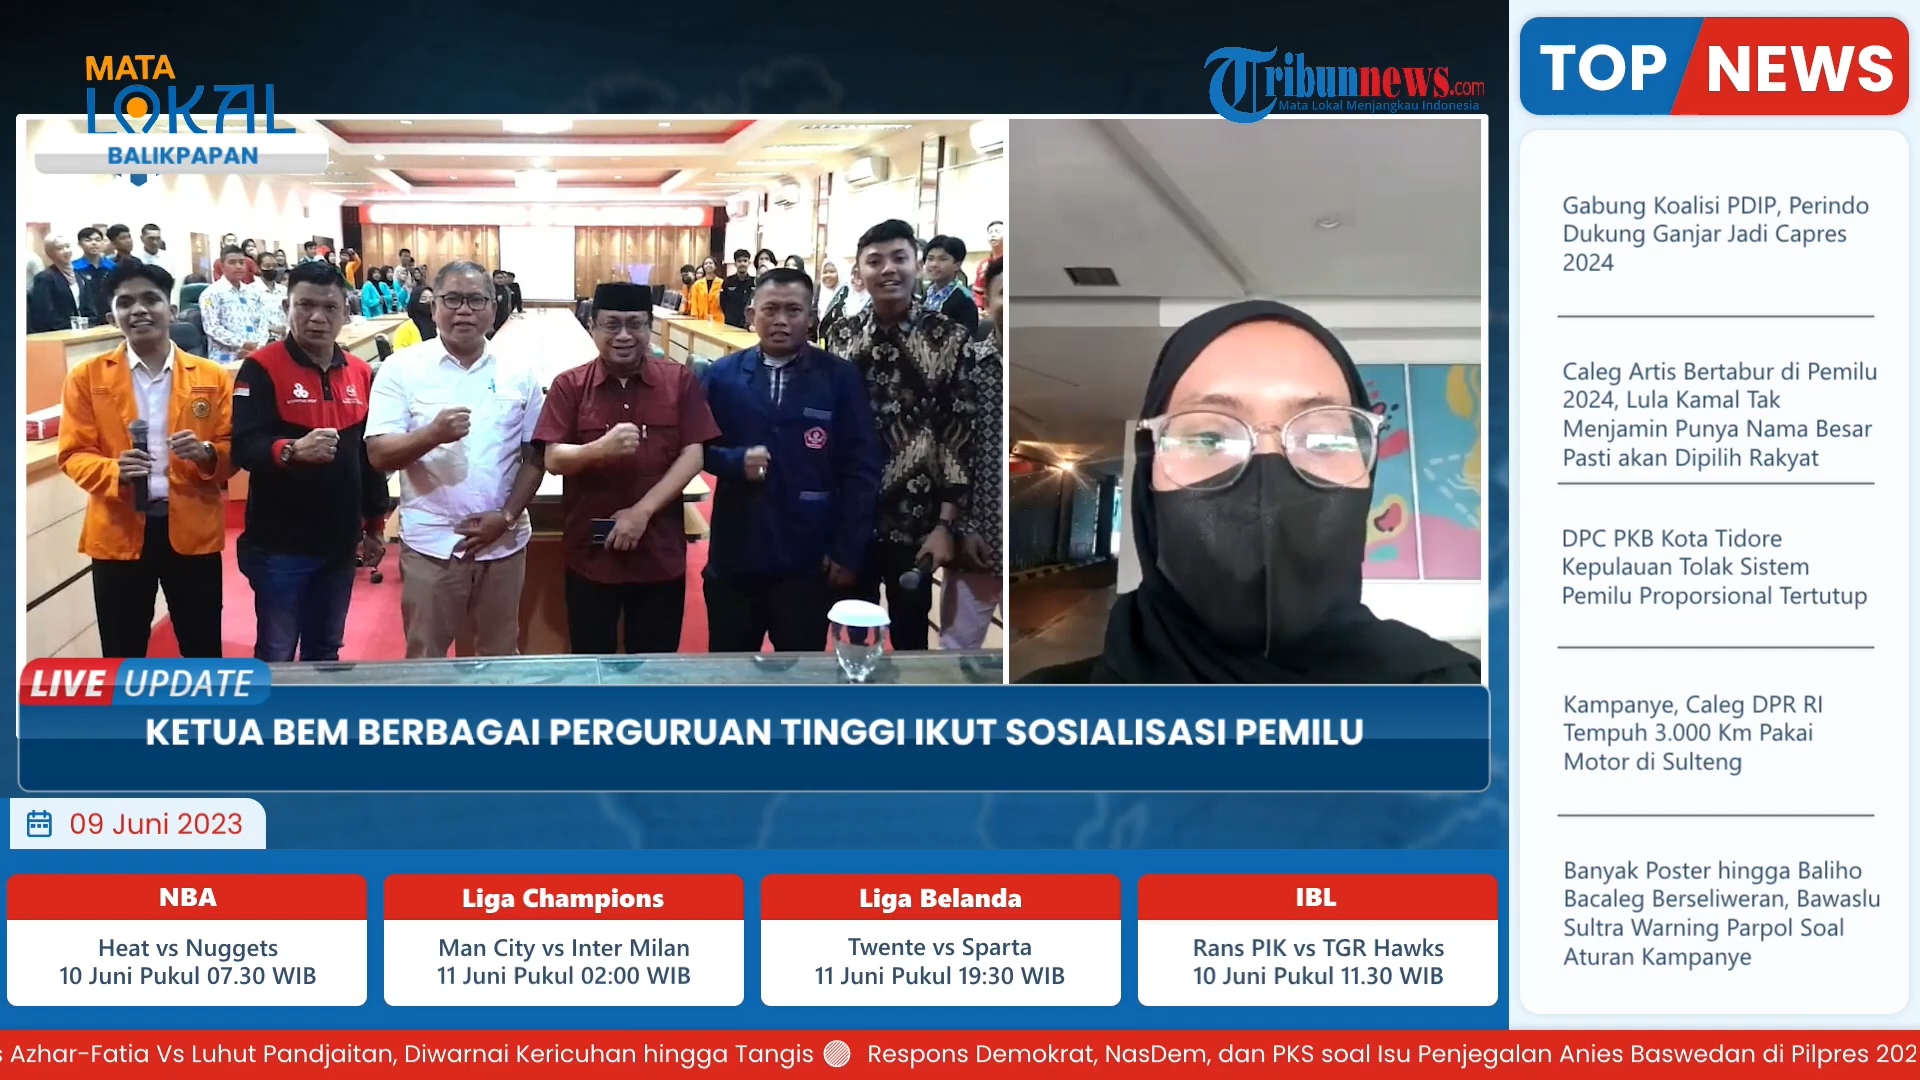 MATA
LOKAL
BALIKPAPAN
Tribunnews.com
Mata Lokal Menjangkau Indonesia
LIVE UPDATE
KETUA BEM BERBAGAI PERGURUAN TINGGI IKUT SOSIALISASI PEMILU
09 Juni 2023
NBA
Heat vs Nuggets
10 Juni Pukul 07.30 WIB
Liga Champions
Man City vs Inter Milan
11 Juni Pukul 02:00 WIB
Liga Belanda
Twente vs Sparta
11 Juni Pukul 19:30 WIB
IBL
Rans PIK vs TGR Hawks
10 Juni Pukul 11.30 WIB
TOP NEWS
Gabung Koalisi PDIP, Perindo
Dukung Ganjar Jadi Capres
2024
Caleg Artis Bertabur di Pemilu
2024, Lula Kamal Tak
Menjamin Punya Nama Besar
Pasti akan Dipilih Rakyat
DPC PKB Kota Tidore
Kepulauan Tolak Sistem
Pemilu Proporsional Tertutup
Kampanye, Caleg DPR RI
Tempuh 3.000 Km Pakai
Motor di Sulteng
Banyak Poster hingga Baliho
Bacaleg Berseliweran, Bawaslu
Sultra Warning Parpol Soal
Aturan Kampanye
s Azhar-Fatia Vs Luhut Pandjaitan, Diwarnai Kericuhan hingga Tangis Respons Demokrat, NasDem, dan PKS soal Isu Penjegalan Anies Baswedan di Pilpres 202